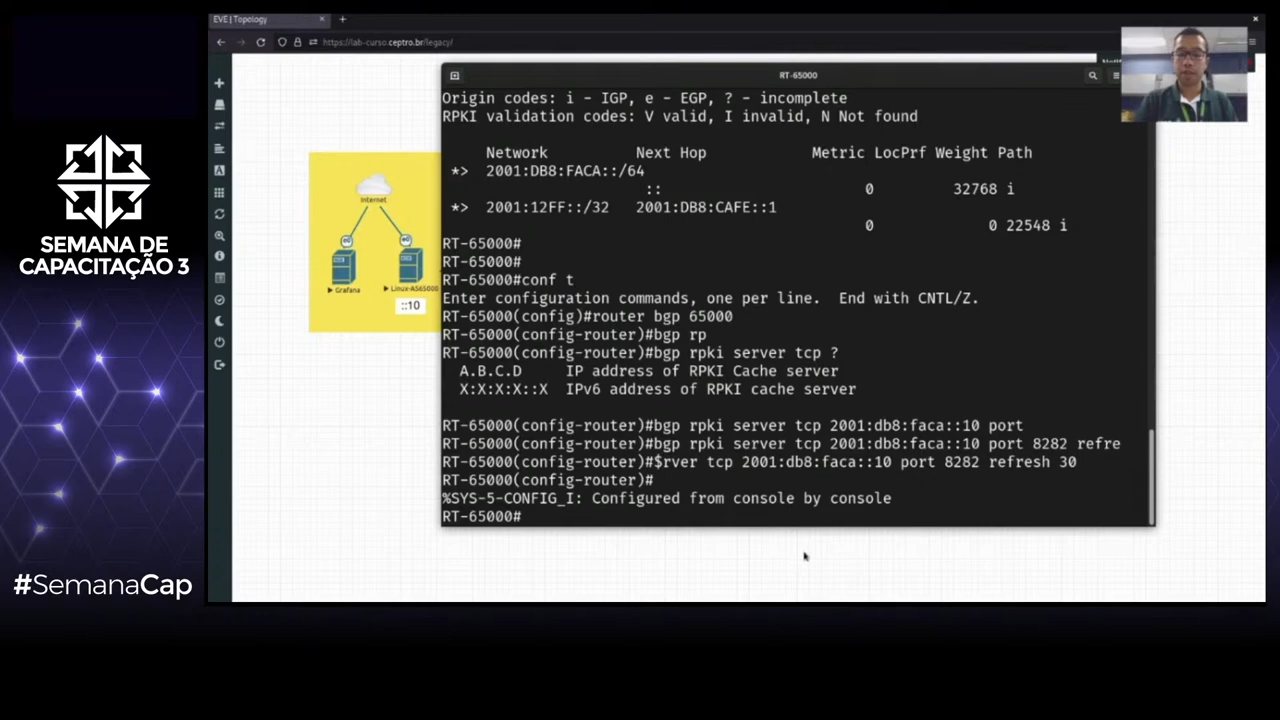 EVE | Topology
https://lab-curso.ceptro.br/legacy/
RT-65000
Origin codes: i - IGP, e - EGP, ? - incomplete
RPKI validation codes: V valid, I invalid, N Not found
Network Next Hop Metric LocPrf Weight Path
*> 2001:DB8:FACA::/64
:: 0 32768 i
*> 2001:12FF::/32 2001:DB8:CAFE::1
0 0 22548 i
RT-65000#
RT-65000#
RT-65000#conf t
Enter configuration commands, one per line. End with CNTL/Z.
RT-65000(config)#router bgp 65000
RT-65000(config-router)#bgp rp
RT-65000(config-router)#bgp rpki server tcp ?
A.B.C.D IP address of RPKI Cache server
X:X:X:X::X IPv6 address of RPKI cache server
RT-65000(config-router)#bgp rpki server tcp 2001:db8:faca::10 port
RT-65000(config-router)#bgp rpki server tcp 2001:db8:faca::10 port 8282 refre
RT-65000(config-router)#$rver tcp 2001:db8:faca::10 port 8282 refresh 30
RT-65000(config-router)#
%SYS-5-CONFIG_I: Configured from console by console
RT-65000#
Internet
e0
e0
Grafana
Linux-AS65000
::10
SEMANA DE
CAPACITAÇÃO 3
#SemanaCap